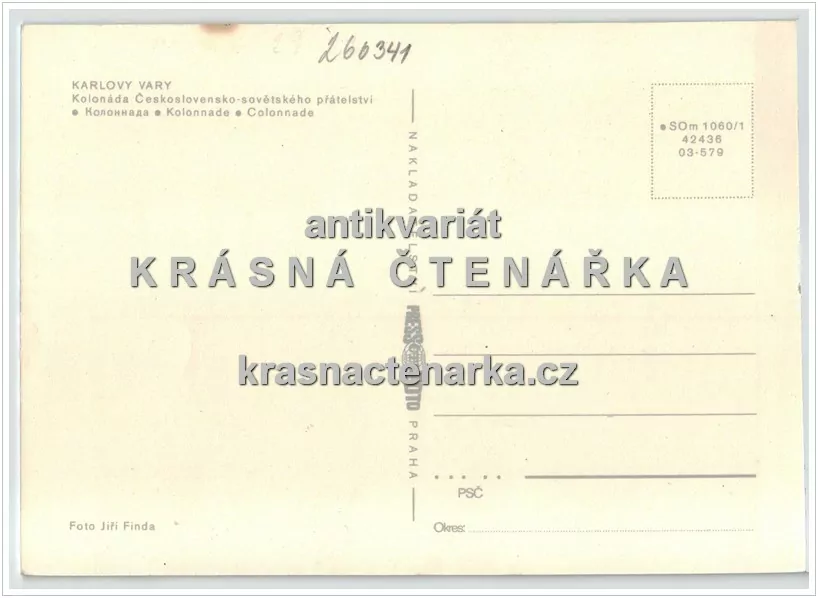 260341
KARLOVY VARY
Kolonáda Československo-sovětského přátelství
● Колоннада ● Kolonnade ● Colonnade
● SOm 1060/1
42436
03-579
NAKLADATELSTVÍ PRESSFOTO PRAHA
antikvariát
KRÁSNÁ ČTENÁŘKA
krasnactenarka.cz
PSČ
Foto Jiří Finda
Okres: